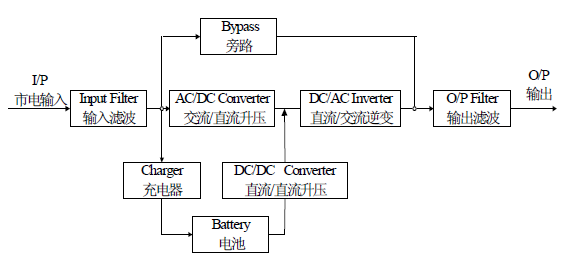 Bypass
旁路
I/P
市电输入
Input Filter
输入滤波
AC/DC Converter
交流/直流升压
DC/AC Inverter
直流/交流逆变
O/P Filter
输出滤波
O/P
输出
Charger
充电器
DC/DC Converter
直流/直流升压
Battery
电池